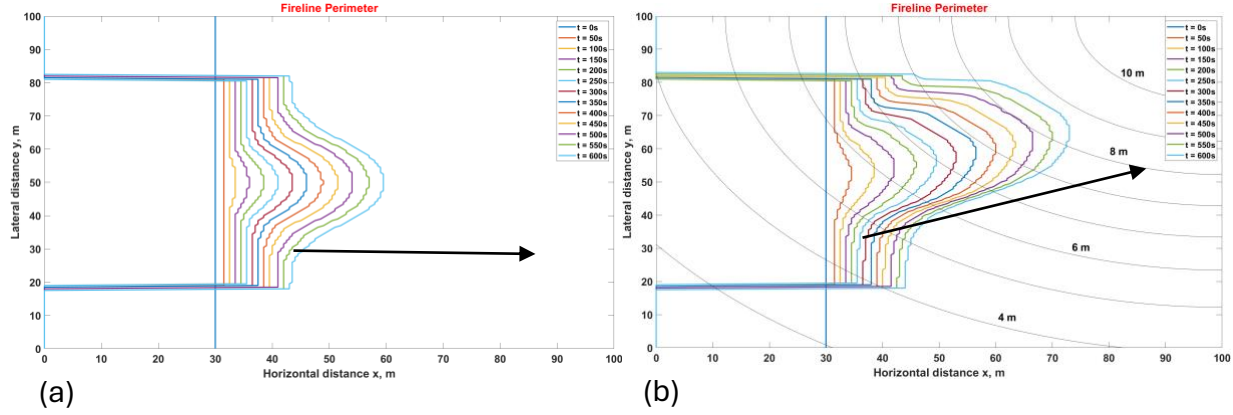 Fireline Perimeter
100
90
80
70
60
50
40
30
20
10
0
Lateral distance y, m
0 10 20 30 40 50 60 70 80 90 100
Horizontal distance x, m
t = 0s
t = 50s
t = 100s
t = 150s
t = 200s
t = 250s
t = 300s
t = 350s
t = 400s
t = 450s
t = 500s
t = 550s
t = 600s
(a)
Fireline Perimeter
100
90
80
70
60
50
40
30
20
10
0
Lateral distance y, m
0 10 20 30 40 50 60 70 80 90 100
Horizontal distance x, m
t = 0s
t = 50s
t = 100s
t = 150s
t = 200s
t = 250s
t = 300s
t = 350s
t = 400s
t = 450s
t = 500s
t = 550s
t = 600s
10 m
8 m
6 m
4 m
(b)